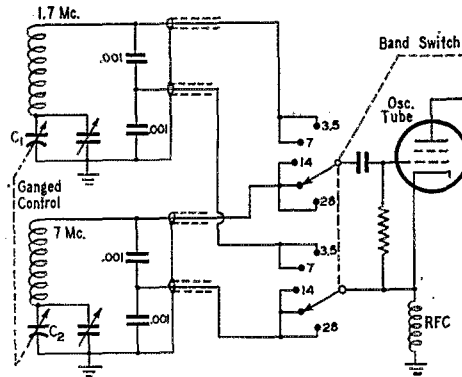 1.7 Mc.
Band Switch
.001
Osc.
Tube
3.5
C1
.001
7
14
Ganged
Control
28
7 Mc.
.001
3.5
7
14
C2
.001
28
RFC